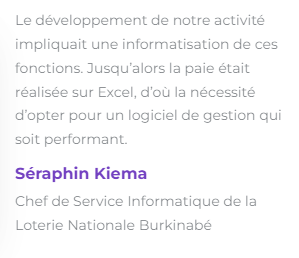 Le développement de notre activité
impliquait une informatisation de ces
fonctions. Jusqu'alors la paie était
réalisée sur Excel, d'où la nécessité
d'opter pour un logiciel de gestion qui
soit performant.
Séraphin Kiema
Chef de Service Informatique de la
Loterie Nationale Burkinabé